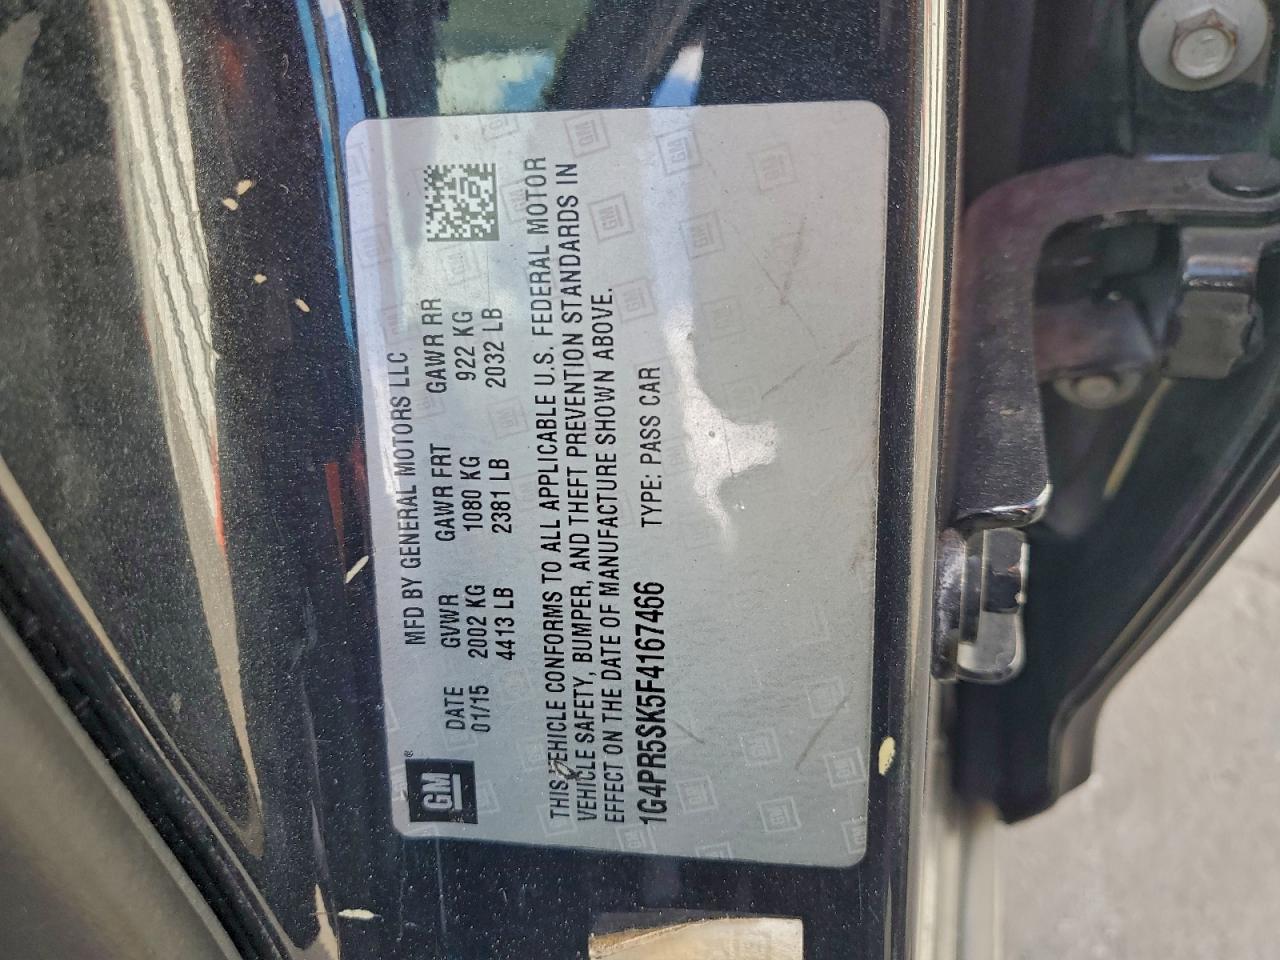 GM®
MFD BY GENERAL MOTORS LLC
DATE GVWR GAWR FRT GAWR RR
01/15 2002 KG 1080 KG 922 KG
4413 LB 2381 LB 2032 LB
THIS VEHICLE CONFORMS TO ALL APPLICABLE U.S. FEDERAL MOTOR
VEHICLE SAFETY, BUMPER, AND THEFT PREVENTION STANDARDS IN
EFFECT ON THE DATE OF MANUFACTURE SHOWN ABOVE.
1G4PR5SK5F4167466 TYPE: PASS CAR